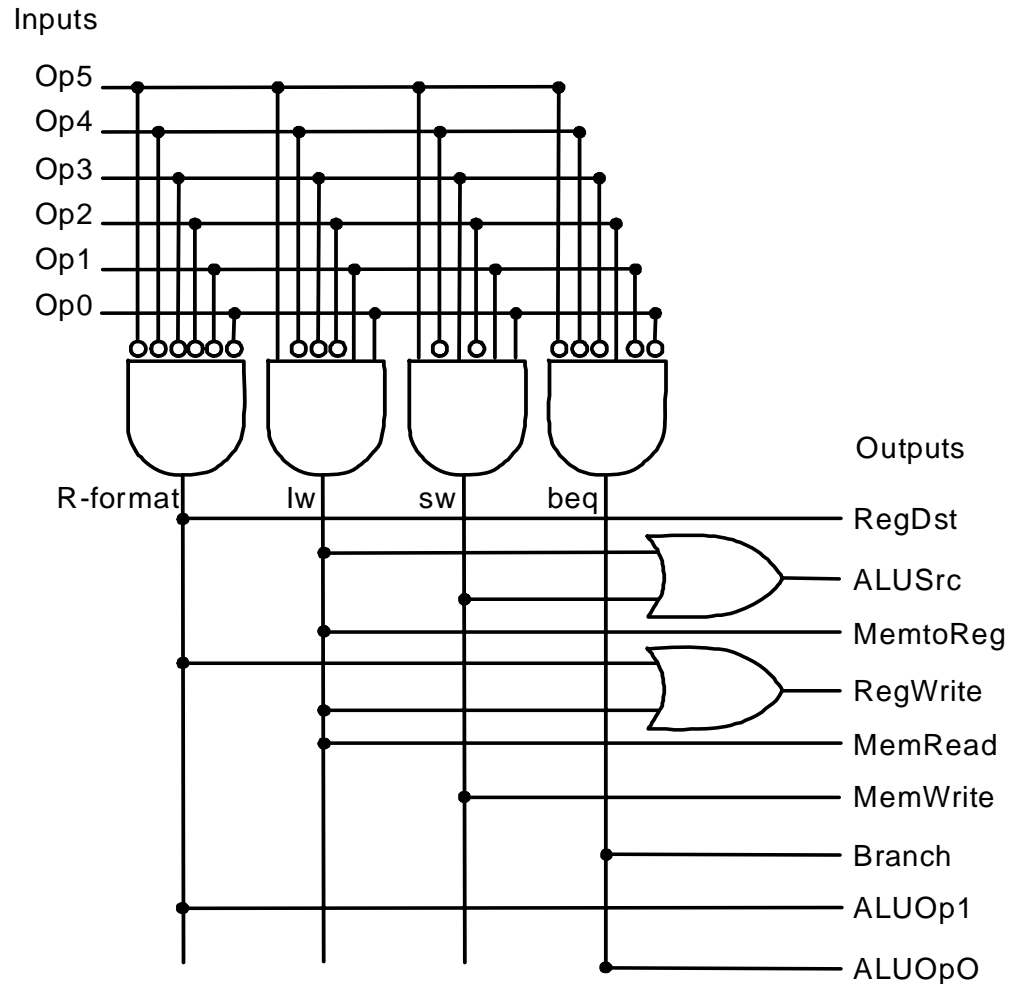 Inputs
Op5
Op4
Op3
Op2
Op1
Op0
Outputs
R-format
lw
sw
beq
RegDst
ALUSrc
MemtoReg
RegWrite
MemRead
MemWrite
Branch
ALUOp1
ALUOpO